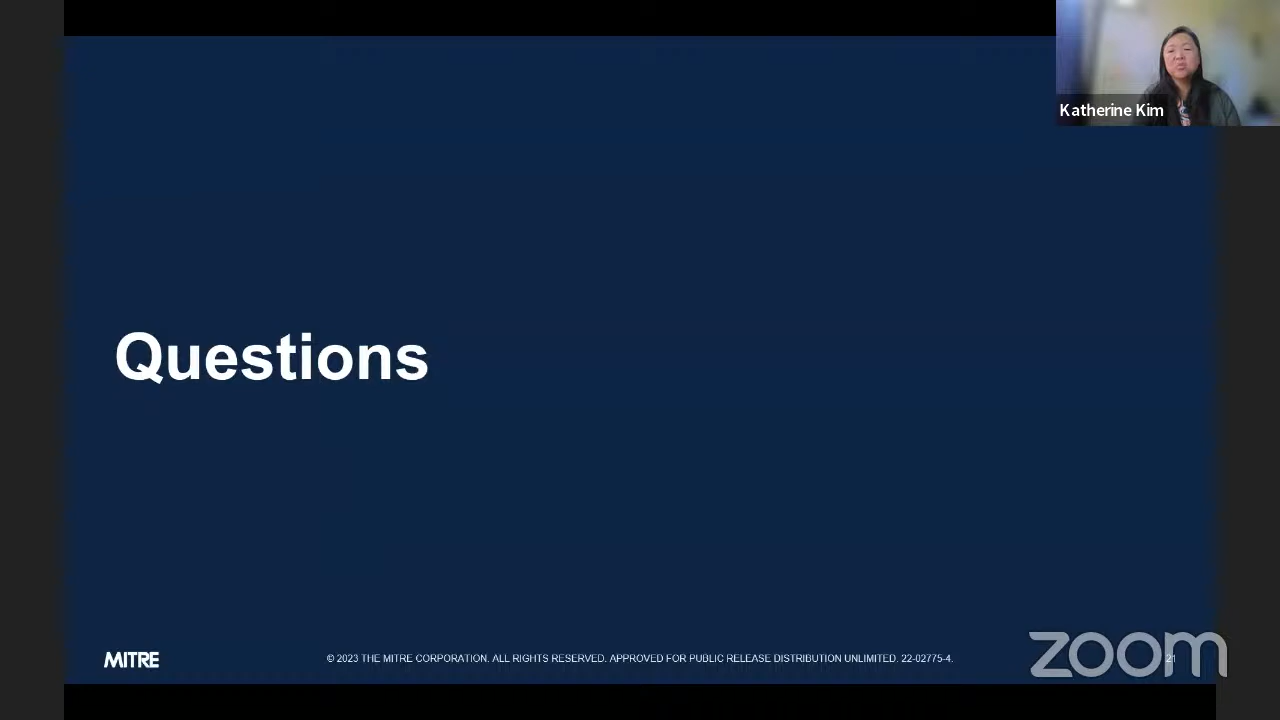 Katherine Kim
Questions
MITRE
© 2023 THE MITRE CORPORATION. ALL RIGHTS RESERVED. APPROVED FOR PUBLIC RELEASE DISTRIBUTION UNLIMITED. 22-02775-4.
21
zoom